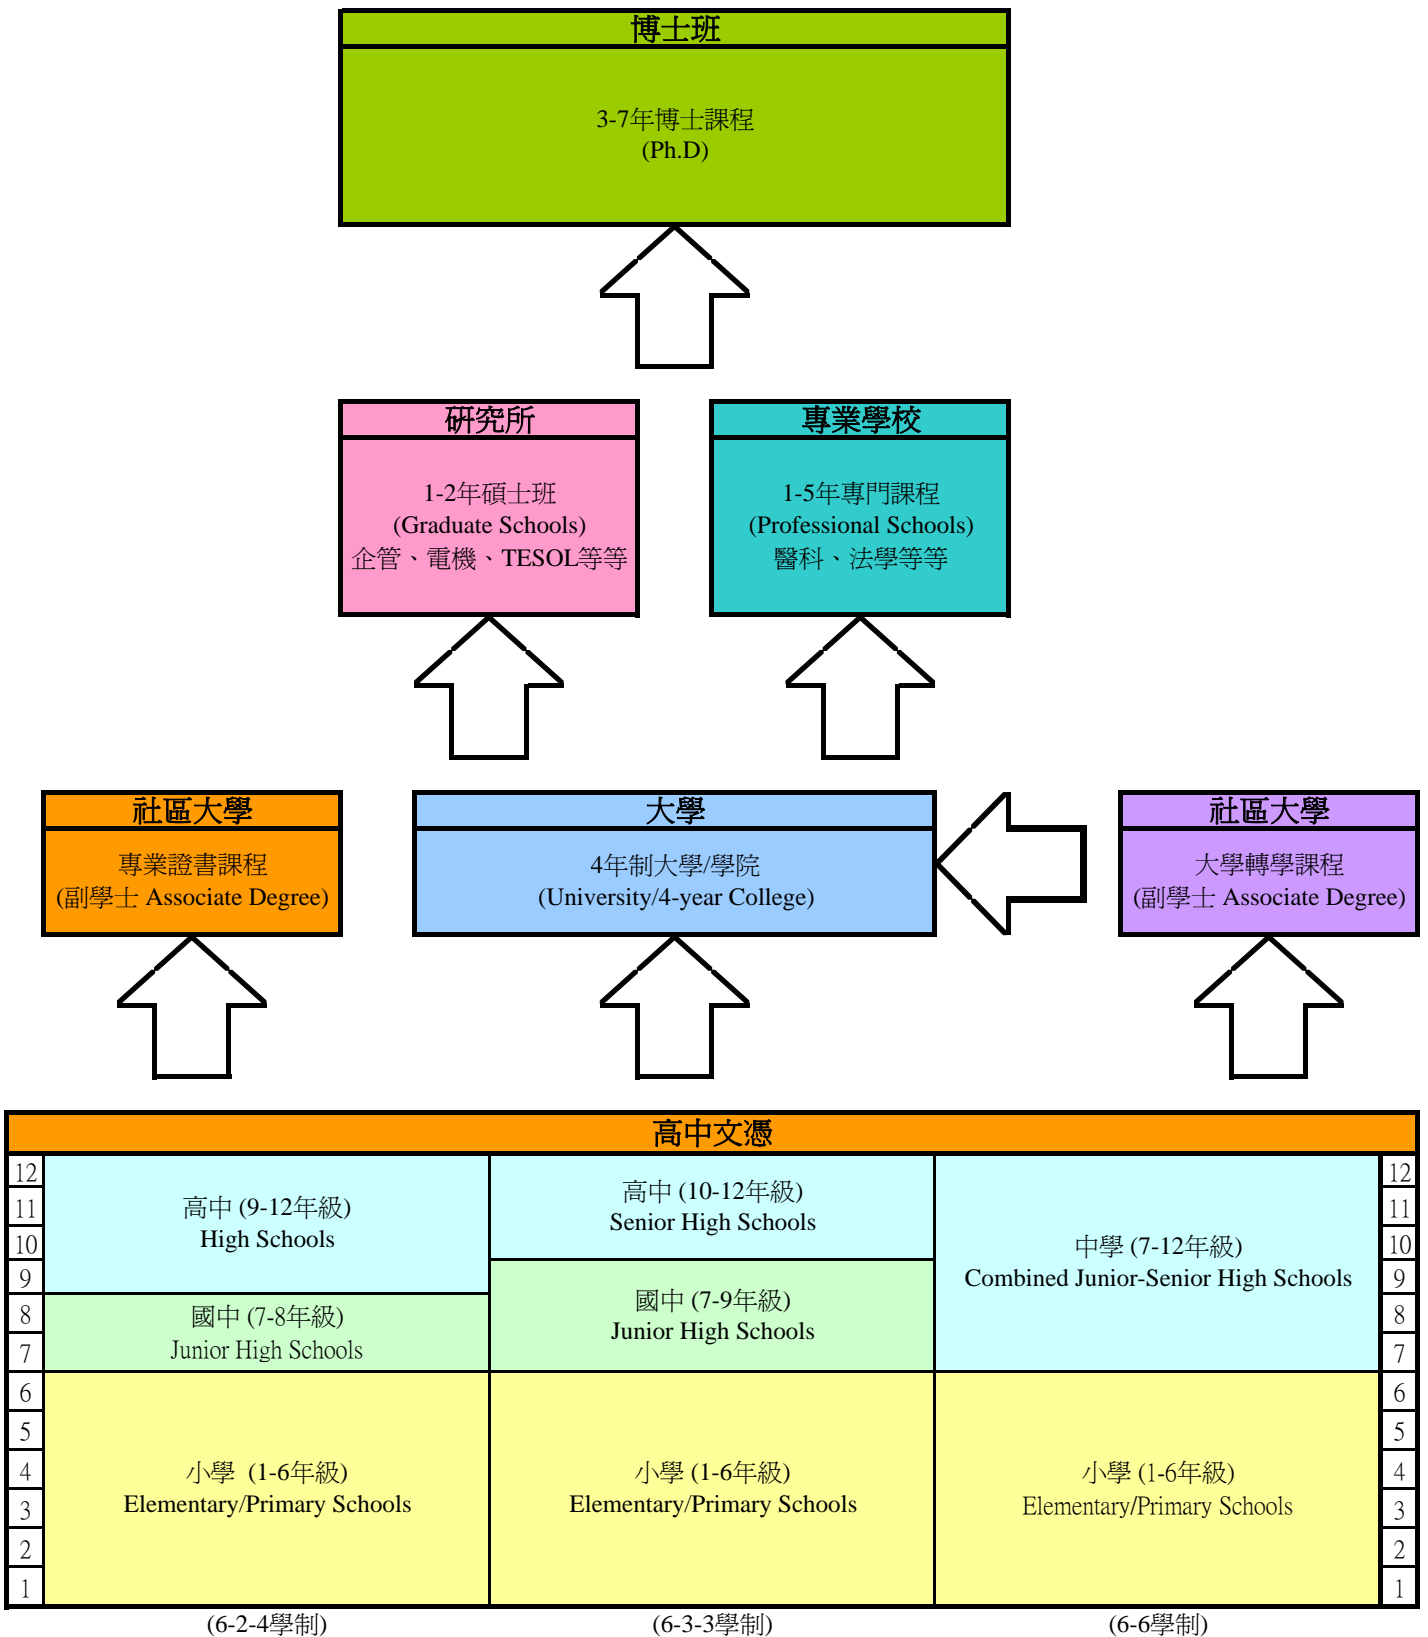 博士班
3-7年博士課程
(Ph.D)
研究所
1-2年碩士班
(Graduate Schools)
企管、電機、TESOL等等
專業學校
1-5年專門課程
(Professional Schools)
醫科、法學等等
社區大學
專業證書課程
(副學士 Associate Degree)
大學
4年制大學/學院
(University/4-year College)
社區大學
大學轉學課程
(副學士 Associate Degree)
高中文憑
12
11
10
9
8
7
6
5
4
3
2
1
高中 (9-12年級)
High Schools
國中 (7-8年級)
Junior High Schools
小學 (1-6年級)
Elementary/Primary Schools
(6-2-4學制)
高中 (10-12年級)
Senior High Schools
國中 (7-9年級)
Junior High Schools
小學 (1-6年級)
Elementary/Primary Schools
(6-3-3學制)
中學 (7-12年級)
Combined Junior-Senior High Schools
小學 (1-6年級)
Elementary/Primary Schools
(6-6學制)
12
11
10
9
8
7
6
5
4
3
2
1